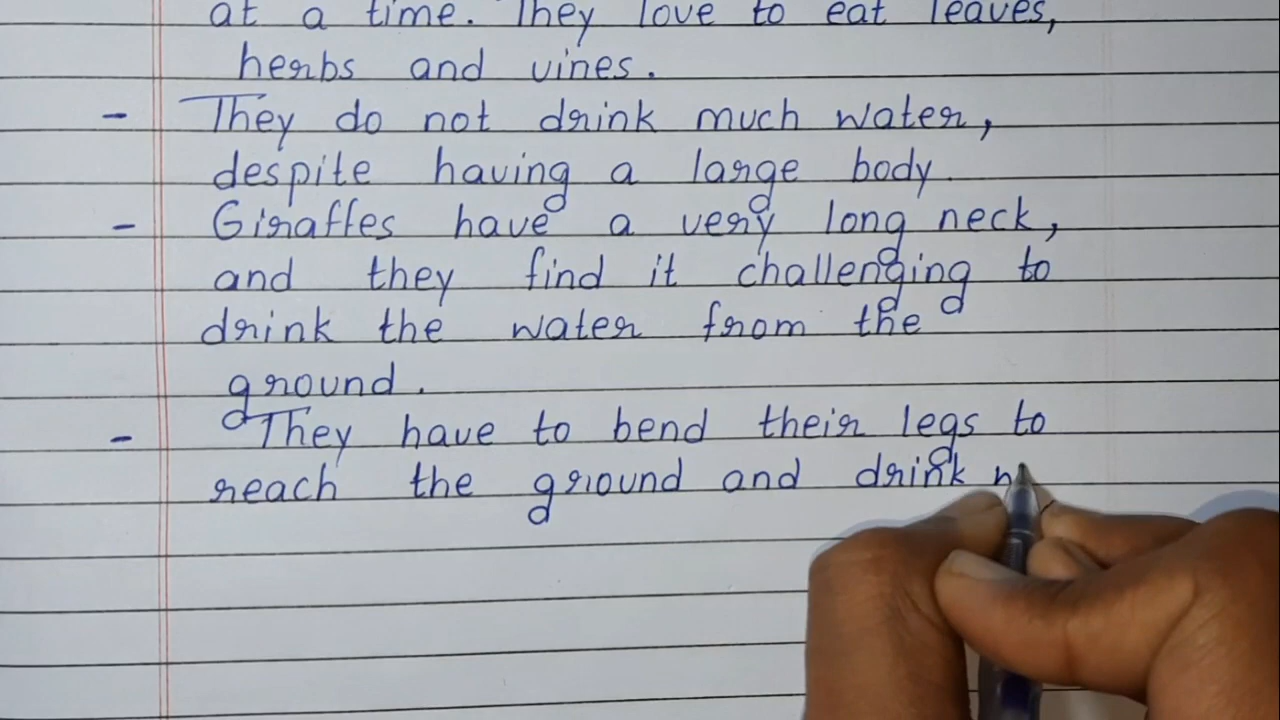 at a time. They love to eat leaves,
herbs and vines.
- They do not drink much water,
despite having a large body.
- Giraffes have a very long neck,
and they find it challenging to
drink the water from the
ground.
- They have to bend their legs to
reach the ground and drink